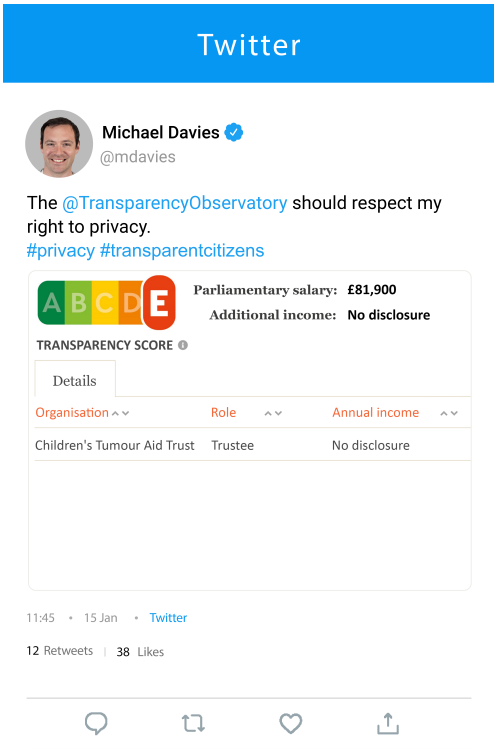 Twitter
Michael Davies
@mdavies
The @TransparencyObservatory should respect my
right to privacy.
#privacy #transparentcitizens
A B C D E
Parliamentary salary: £81,900
Additional income: No disclosure
TRANSPARENCY SCORE
Details
Organisation Role Annual income
Children's Tumour Aid Trust Trustee No disclosure
11:45 • 15 Jan • Twitter
12 Retweets | 38 Likes